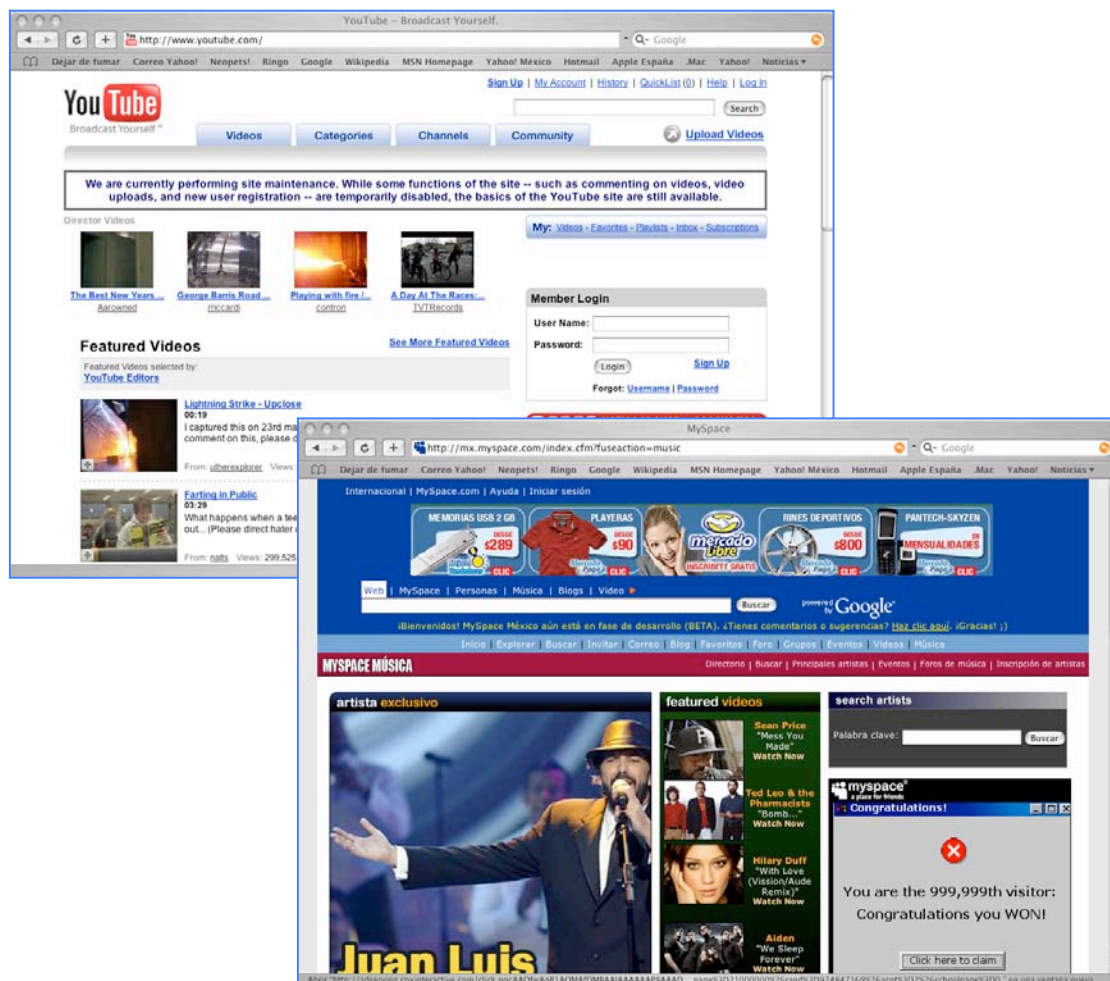 YouTube – Broadcast Yourself.
http://www.youtube.com/
Google
Dejar de fumar Correo Yahoo! Neopets! Ringo Google Wikipedia MSN Homepage Yahoo! México Hotmail Apple España .Mac Yahoo! Noticias
Sign Up | My Account | History | QuickList (0) | Help | Log In
YouTube
Broadcast Yourself ™
Search
Videos Categories Channels Community Upload Videos
We are currently performing site maintenance. While some functions of the site -- such as commenting on videos, video
uploads, and new user registration -- are temporarily disabled, the basics of the YouTube site are still available.
Director Videos
My: Videos - Favorites - Playlists - Inbox - Subscriptions
The Best New Years ... George Barris Road ... Playing with fire /... A Day At The Races:...
Aarowned rriccardi contron TVTRecords
Member Login
User Name:
Password:
Login Sign Up
Forgot: Username | Password
Featured Videos See More Featured Videos
Featured Videos selected by:
YouTube Editors
Lightning Strike - Upclose
00:19
I captured this on 23rd ma
comment on this, please d
From: utherexplorer Views:
Farting in Public
03:29
What happens when a tee
out... (Please direct hater
From: nalts Views: 299,525
MySpace
http://mx.myspace.com/index.cfm?fuseaction=music
Google
Dejar de fumar Correo Yahoo! Neopets! Ringo Google Wikipedia MSN Homepage Yahoo! México Hotmail Apple España .Mac Yahoo! Noticias
Internacional | MySpace.com | Ayuda | Iniciar sesión
MEMORIAS USB 2 GB DESDE $289 CLIC
PLAYERAS DESDE $90 CLIC
mercado libre INSCRIBETE GRATIS
RINES DEPORTIVOS DESDE $800 CLIC
PANTECH-SKYZEN EN MENSUALIDADES CLIC
Web | MySpace | Personas | Música | Blogs | Video
Buscar powered by Google
¡Bienvenidos! MySpace México aún está en fase de desarrollo (BETA). ¿Tienes comentarios o sugerencias? Haz clic aquí. ¡Gracias! ;)
Inicio | Explorar | Buscar | Invitar | Correo | Blog | Favoritos | Foro | Grupos | Eventos | Videos | Música
MYSPACE MÚSICA
Directorio | Buscar | Principales artistas | Eventos | Foros de música | Inscripción de artistas
artista exclusivo
Juan Luis
featured videos
Sean Price
"Mess You
Made"
Watch Now
Ted Leo & the
Pharmacists
"Bomb..."
Watch Now
Hilary Duff
"With Love
(Vission/Aude
Remix)"
Watch Now
Aiden
"We Sleep
Forever"
Watch Now
search artists
Palabra clave: Buscar
myspace
a place for friends
Congratulations!
You are the 999,999th visitor:
Congratulations you WON!
Click here to claim